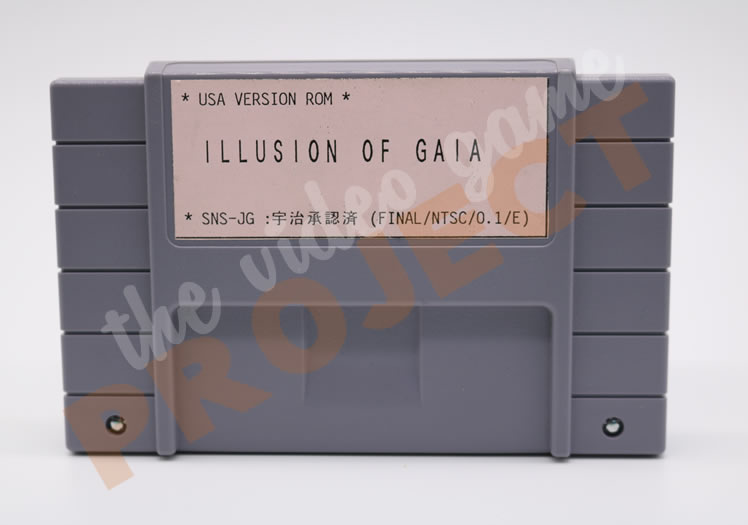 * USA VERSION ROM *
ILLUSION OF GAIA
* SNS-JG :宇治承認済 (FINAL/NTSC/0.1/E)
the video game
PROJECT